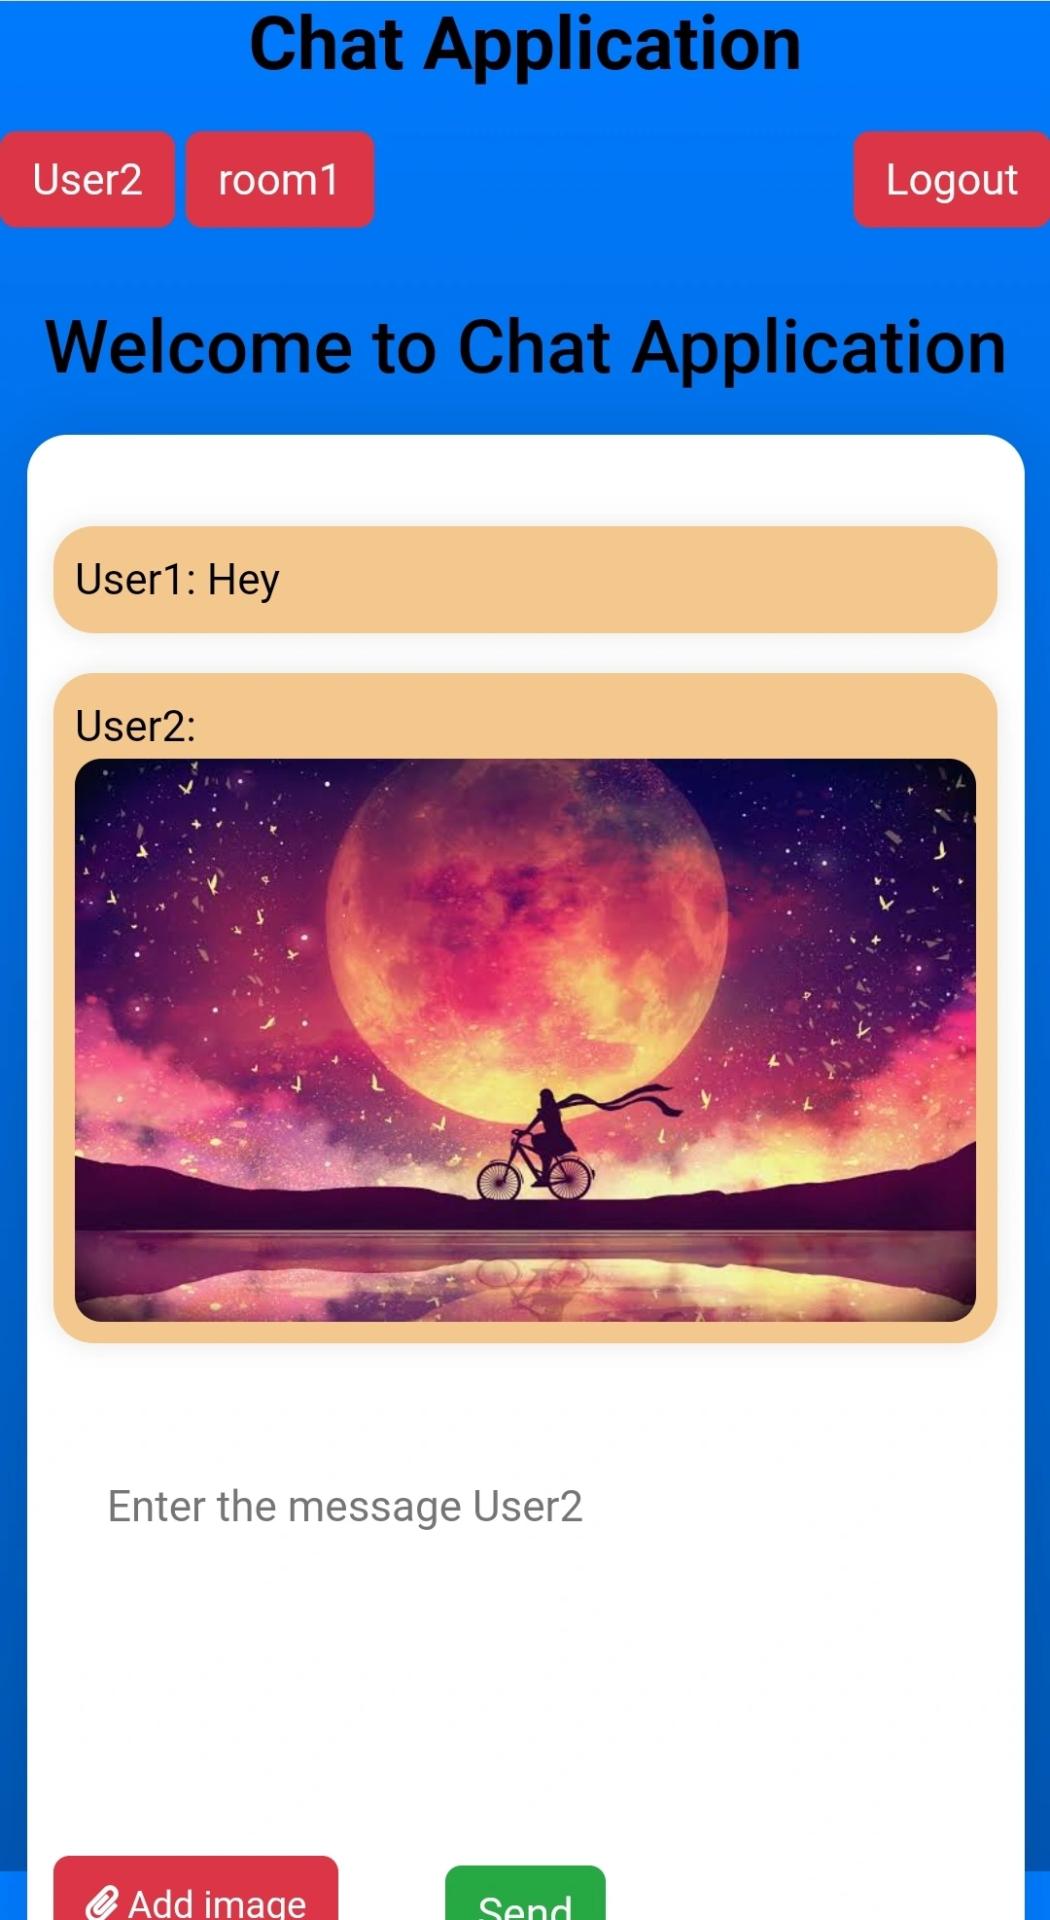 Chat Application
User2 room1 Logout
Welcome to Chat Application
User1: Hey
User2:
Enter the message User2
Add image Send